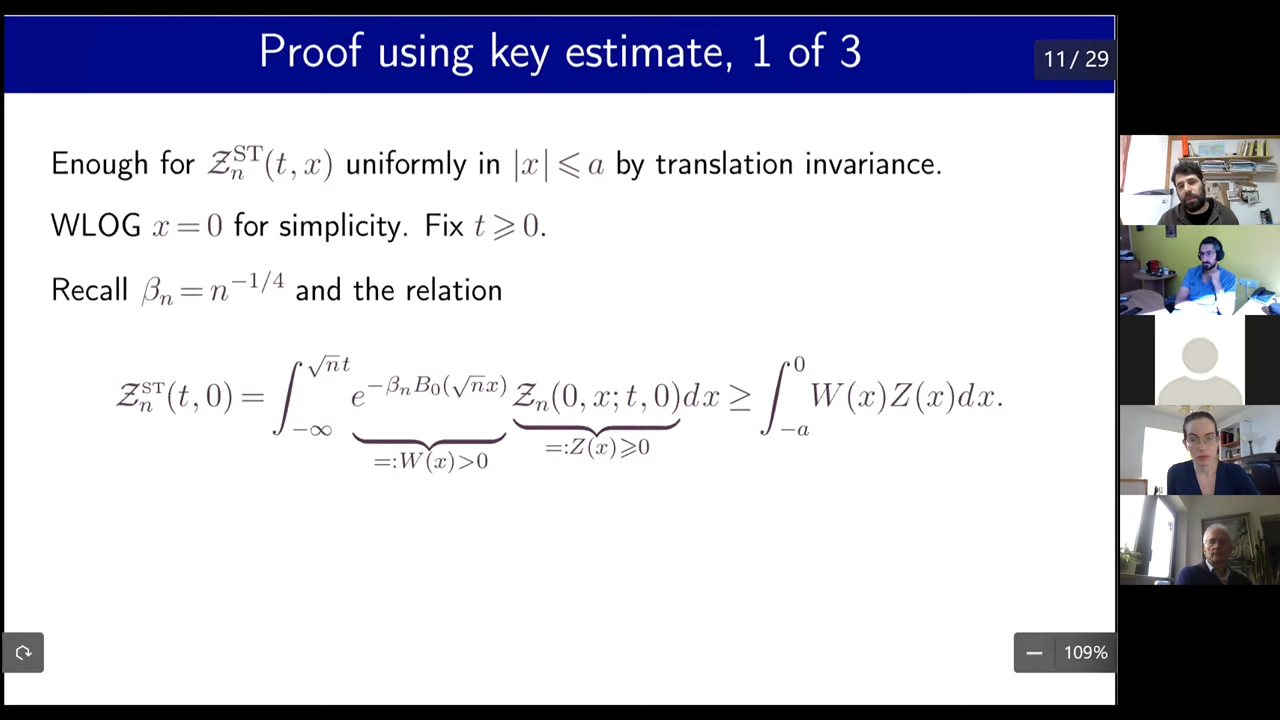 Proof using key estimate, 1 of 3
11 / 29
Enough for 𝒵ₙ^ST(t, x) uniformly in |x| ⩽ a by translation invariance.
WLOG x = 0 for simplicity. Fix t ⩾ 0.
Recall βₙ = n^{−1/4} and the relation
𝒵ₙ^ST(t, 0) = ∫_{−∞}^{√n t} e^{−βₙB₀(√n x)} 𝒵ₙ(0, x; t, 0)dx ≥ ∫_{−a}^{0} W(x)Z(x)dx.
=:W(x)>0 =:Z(x)⩾0
109%